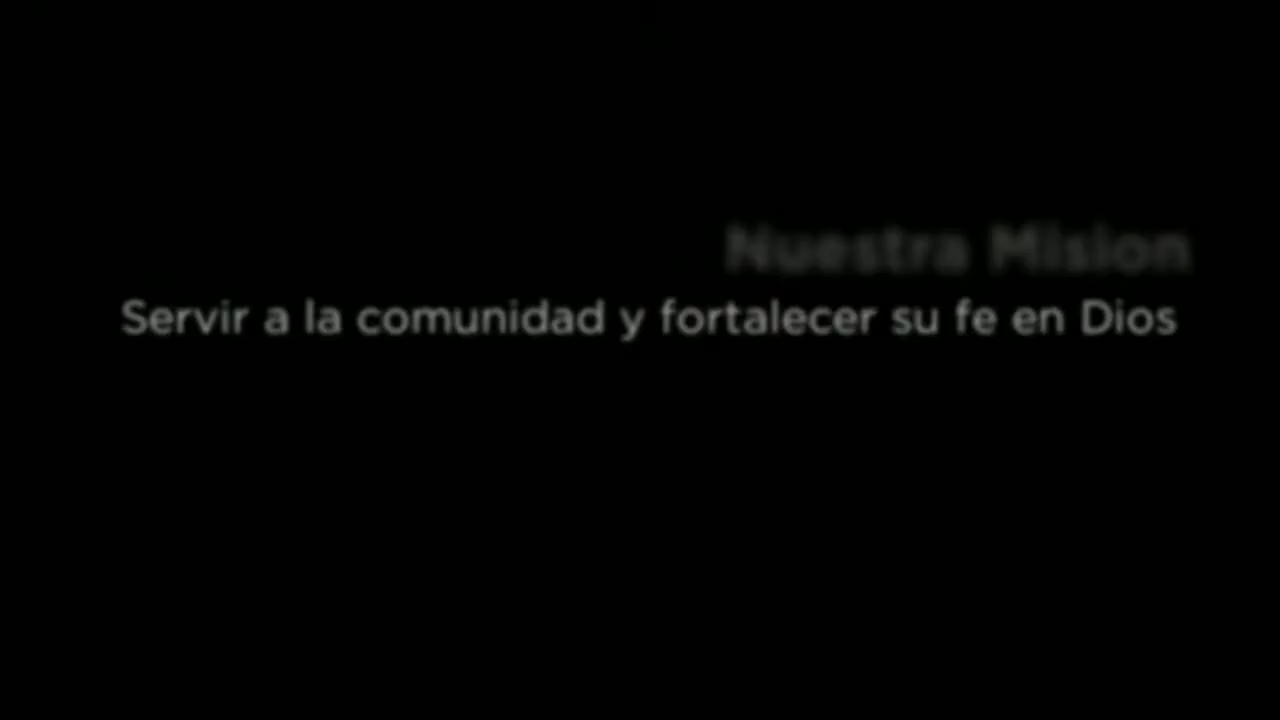 Nuestra Mision
Servir a la comunidad y fortalecer su fe en Dios